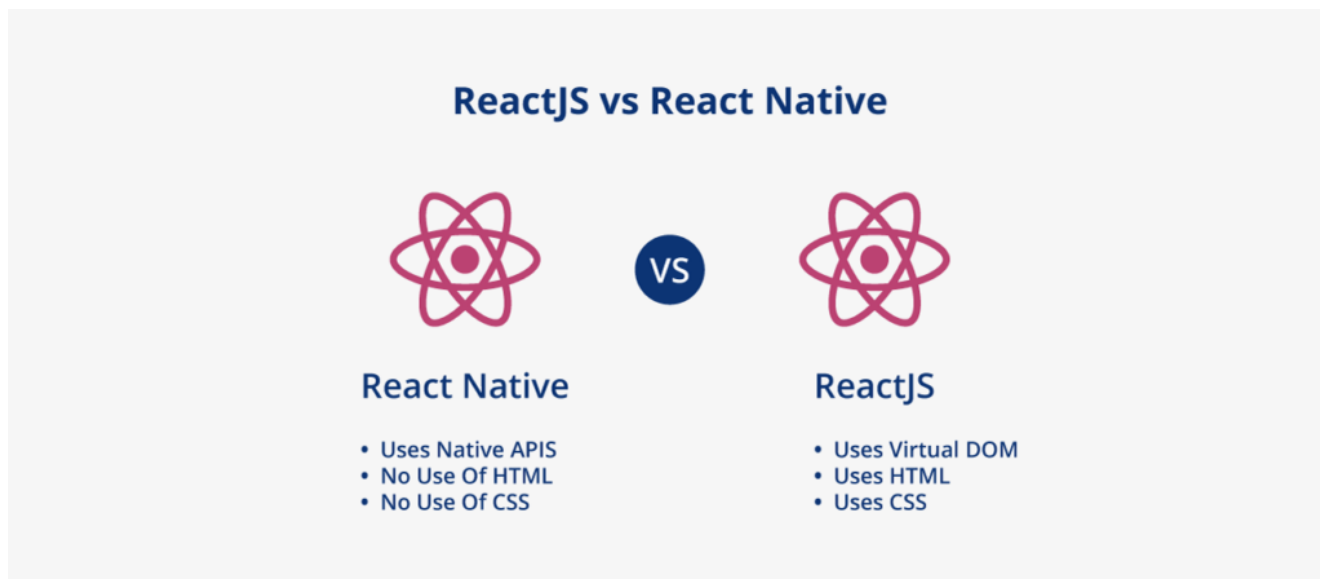 ReactJS vs React Native
VS
React Native
• Uses Native APIS
• No Use Of HTML
• No Use Of CSS
ReactJS
• Uses Virtual DOM
• Uses HTML
• Uses CSS